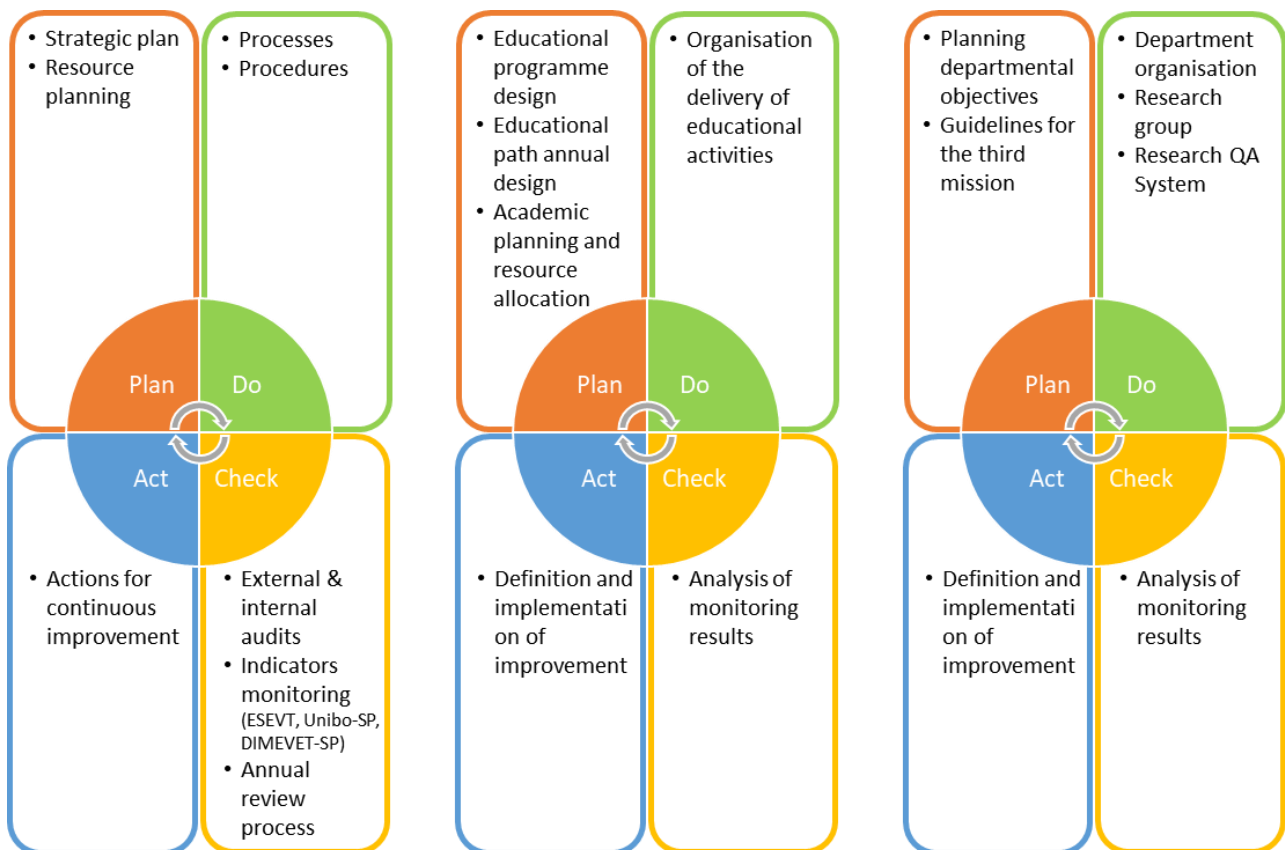 • Strategic plan
• Resource
planning
• Processes
• Procedures
Plan
Do
Act
Check
• Actions for
continuous
improvement
• External &
internal
audits
• Indicators
monitoring
(ESEVT, Unibo-SP,
DIMEVET-SP)
• Annual
review
process
• Educational
programme
design
• Educational
path annual
design
• Academic
planning and
resource
allocation
• Organisation
of the
delivery of
educational
activities
Plan
Do
Act
Check
• Definition and
implementati
on of
improvement
• Analysis of
monitoring
results
• Planning
departmental
objectives
• Guidelines for
the third
mission
• Department
organisation
• Research
group
• Research QA
System
Plan
Do
Act
Check
• Definition and
implementati
on of
improvement
• Analysis of
monitoring
results